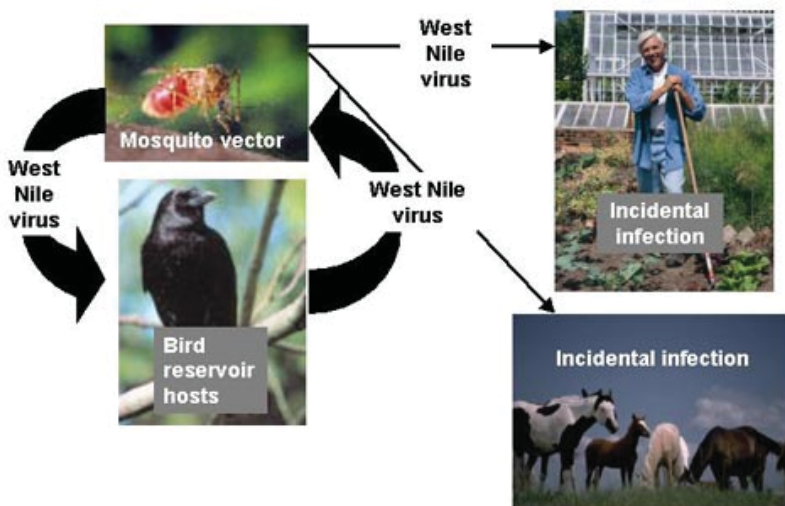 West
Nile
virus
Mosquito vector
West
Nile
virus
West Nile
virus
Incidental
infection
Bird
reservoir
hosts
Incidental infection